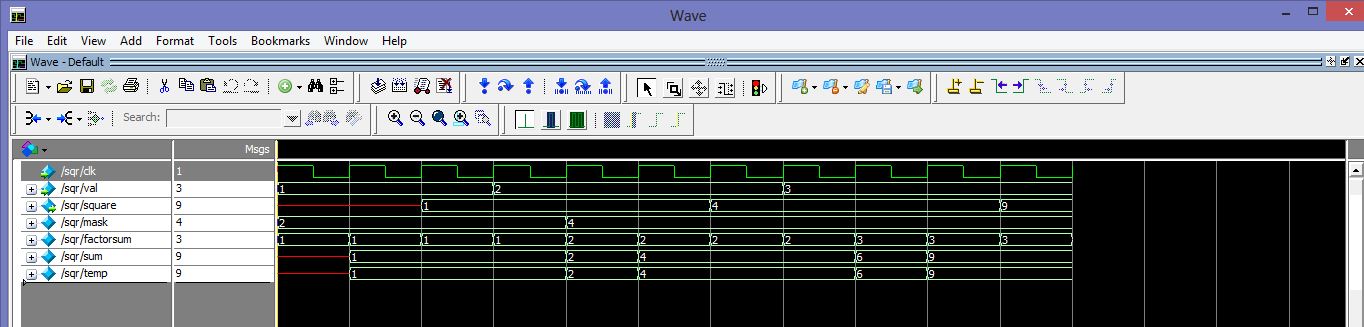 Wave
File Edit View Add Format Tools Bookmarks Window Help
Wave - Default
Search:
Msgs
/sqr/clk 1
/sqr/val 3 1 2 3
/sqr/square 9 1 4 9
/sqr/mask 4 2 4
/sqr/factorsum 3 1 1 1 1 2 2 2 2 3 3 3
/sqr/sum 9 1 2 4 6 9
/sqr/temp 9 1 2 4 6 9